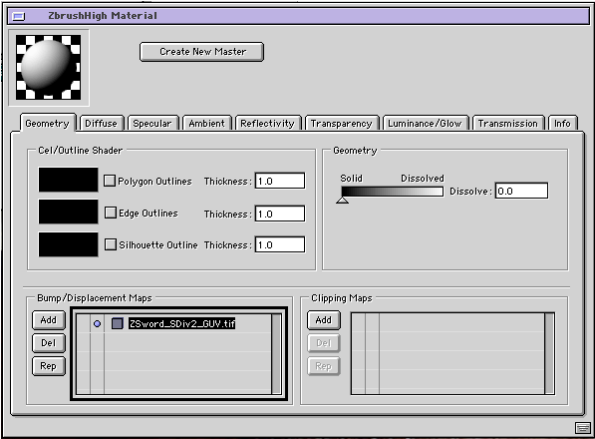 ZbrushHigh Material
Create New Master
Geometry Diffuse Specular Ambient Reflectivity Transparency Luminance/Glow Transmission Info
Cel/Outline Shader
Polygon Outlines Thickness: 1.0
Edge Outlines Thickness: 1.0
Silhouette Outline Thickness: 1.0
Geometry
Solid Dissolved
Dissolve: 0.0
Bump/Displacement Maps
Add
Del
Rep
ZSword_SDiv2_GUV.tif
Clipping Maps
Add
Del
Rep